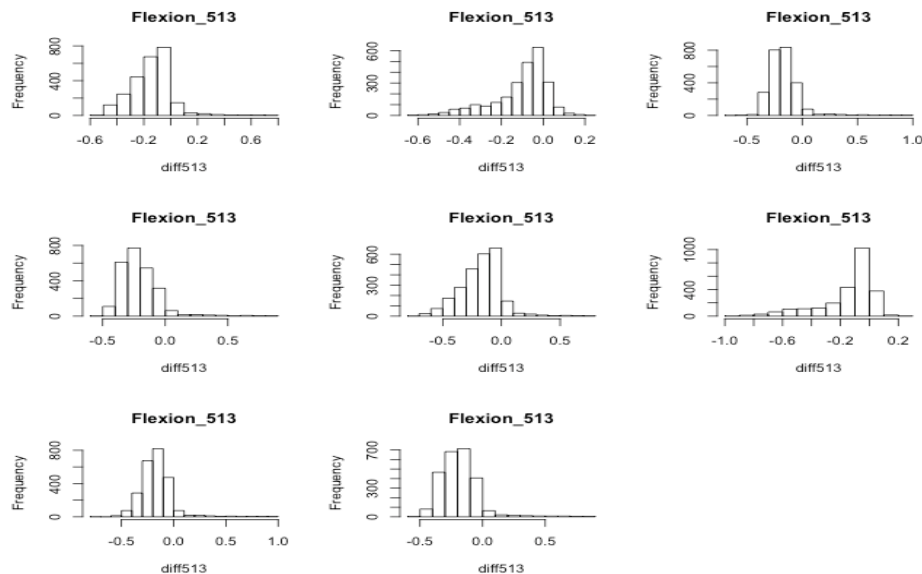 Flexion_513
Frequency
0 400 800
-0.6 -0.2 0.2 0.6
diff513
Flexion_513
Frequency
0 300 600
-0.6 -0.4 -0.2 0.0 0.2
diff513
Flexion_513
Frequency
0 400 800
-0.5 0.0 0.5 1.0
diff513
Flexion_513
Frequency
0 400 800
-0.5 0.0 0.5
diff513
Flexion_513
Frequency
0 300 600
-0.5 0.0 0.5
diff513
Flexion_513
Frequency
0 400 1000
-1.0 -0.6 -0.2 0.2
diff513
Flexion_513
Frequency
0 400 800
-0.5 0.0 0.5 1.0
diff513
Flexion_513
Frequency
0 300 700
-0.5 0.0 0.5
diff513